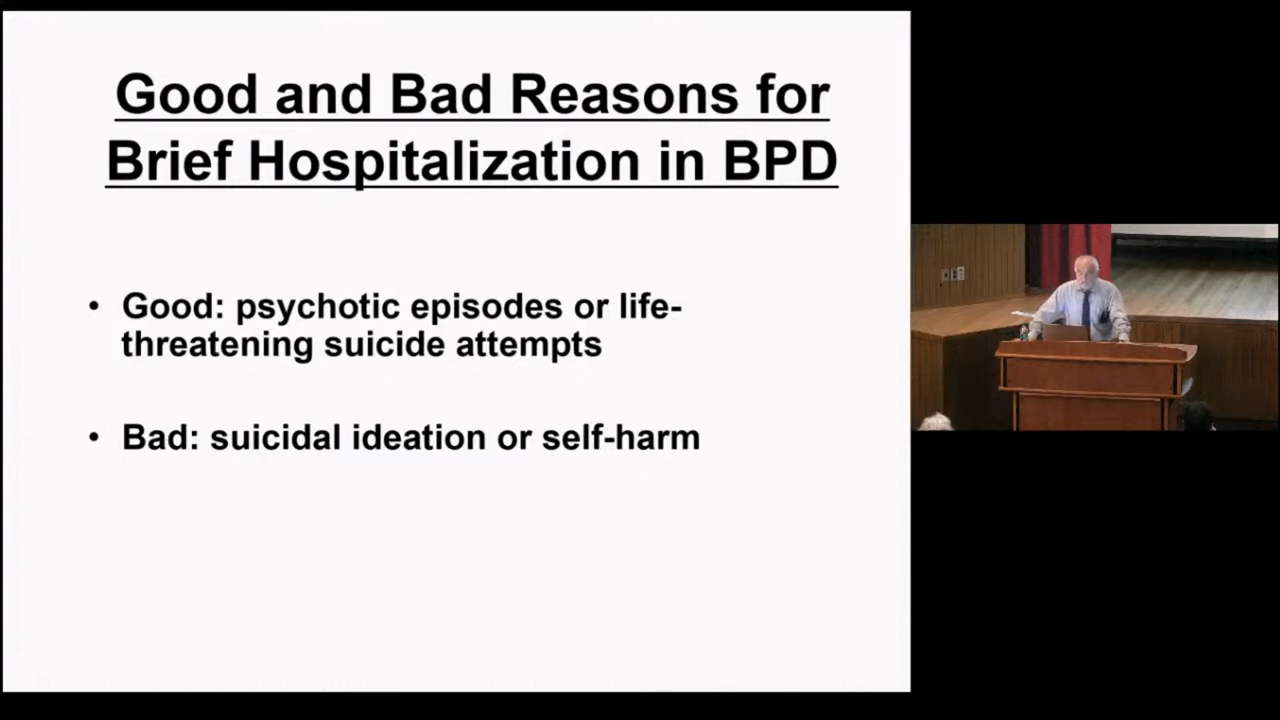 Good and Bad Reasons for
Brief Hospitalization in BPD
• Good: psychotic episodes or life-
threatening suicide attempts
• Bad: suicidal ideation or self-harm